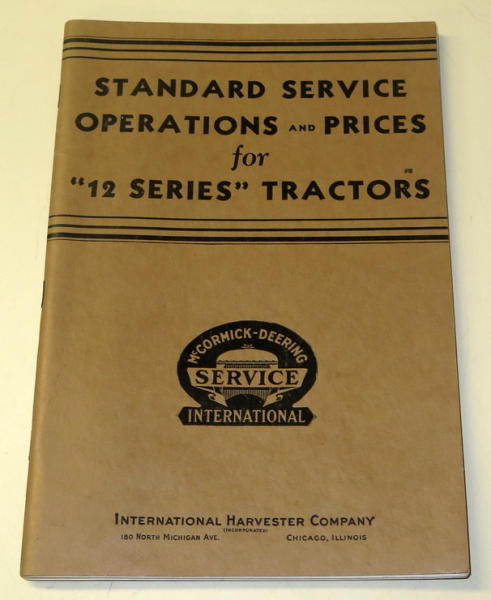 STANDARD SERVICE
OPERATIONS AND PRICES
for
"12 SERIES" TRACTORS
McCORMICK-DEERING
SERVICE
INTERNATIONAL
INTERNATIONAL HARVESTER COMPANY
(INCORPORATED)
180 NORTH MICHIGAN AVE. CHICAGO, ILLINOIS